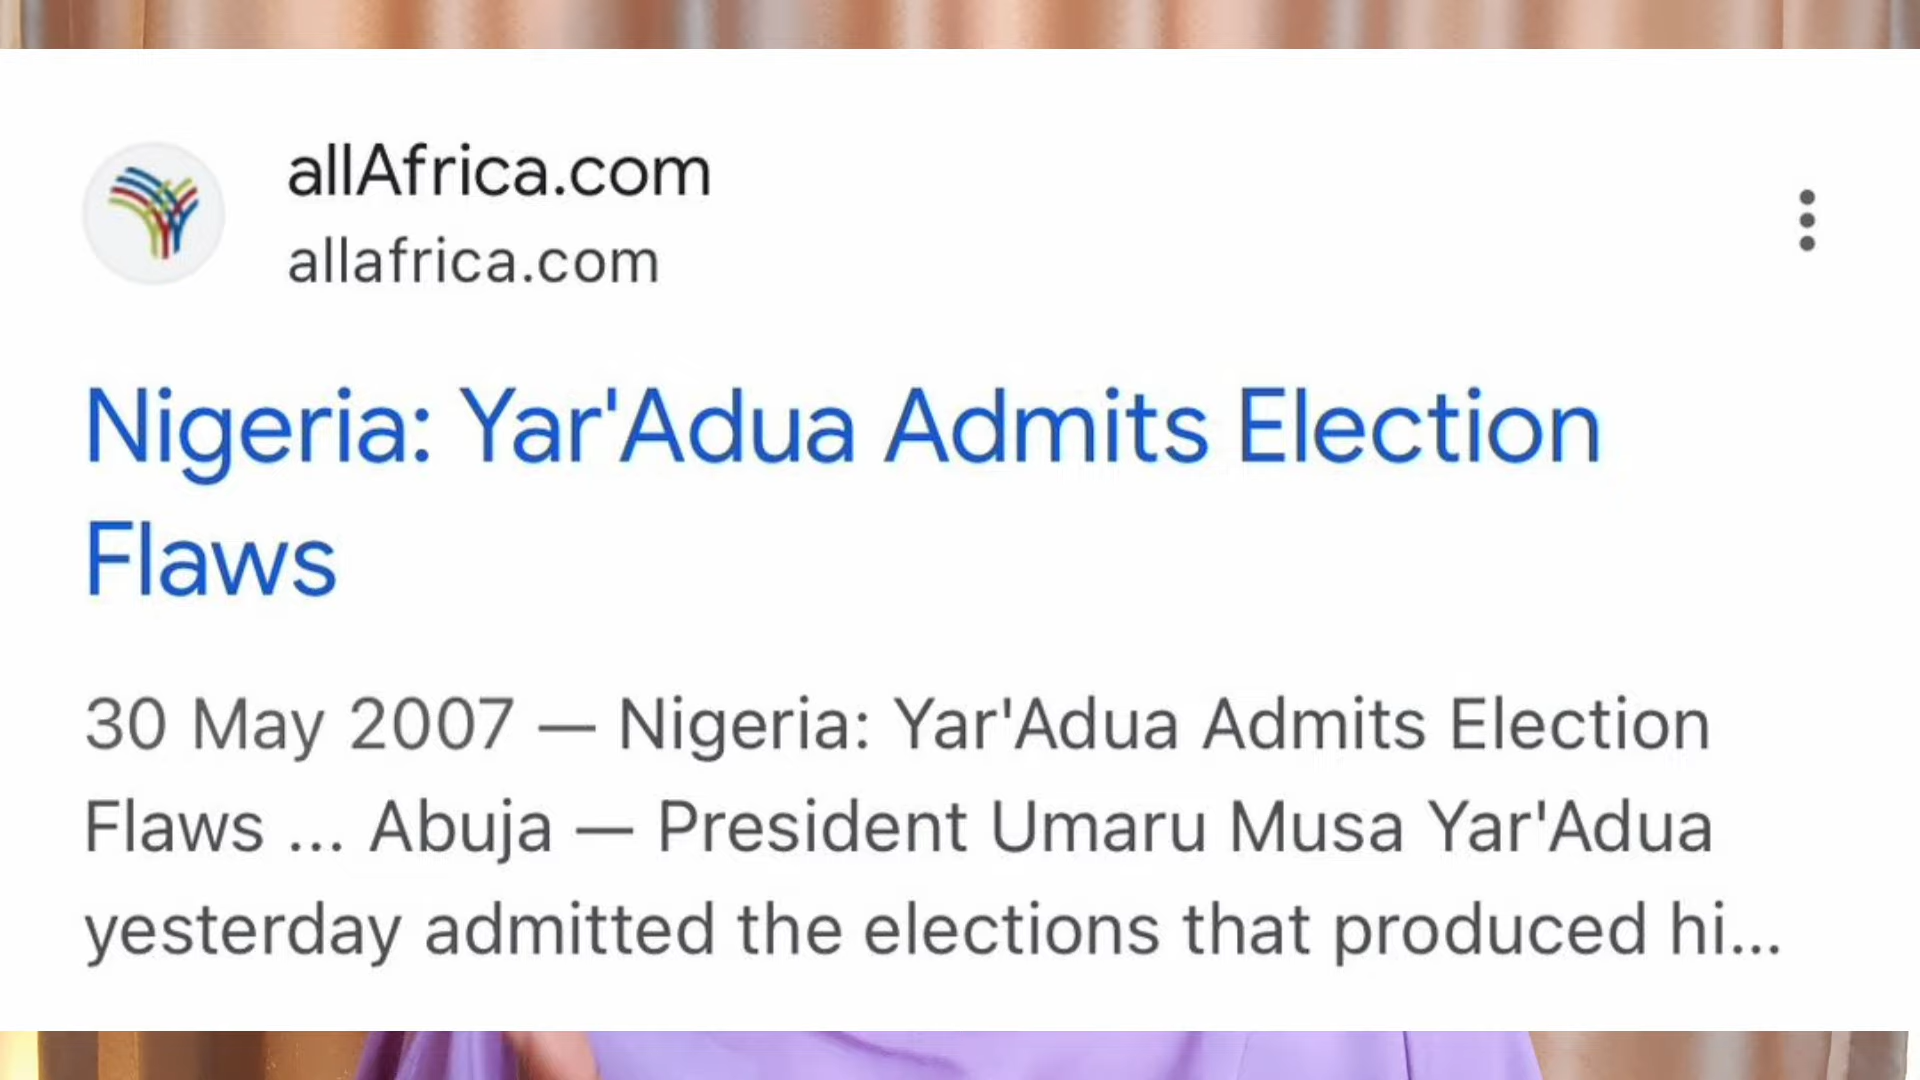 allAfrica.com
allafrica.com
Nigeria: Yar'Adua Admits Election
Flaws
30 May 2007 — Nigeria: Yar'Adua Admits Election
Flaws ... Abuja — President Umaru Musa Yar'Adua
yesterday admitted the elections that produced hi...